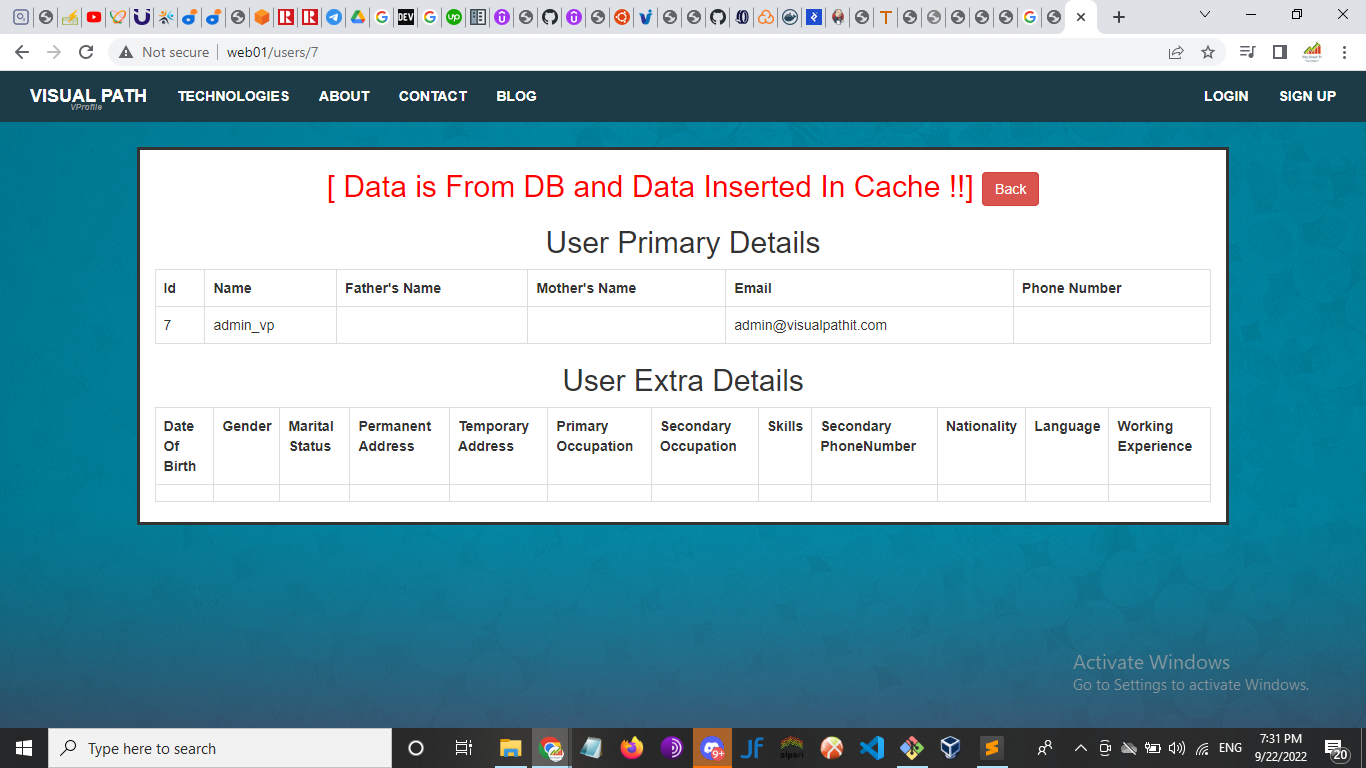 DEV
up
Not secure
web01/users/7
VISUAL PATH
VProfile
TECHNOLOGIES
ABOUT
CONTACT
BLOG
LOGIN
SIGN UP
[ Data is From DB and Data Inserted In Cache !!]
Back
User Primary Details
Id Name Father's Name Mother's Name Email Phone Number
7 admin_vp admin@visualpathit.com
User Extra Details
Date Gender Marital Permanent Temporary Primary Secondary Skills Secondary Nationality Language Working
Of Status Address Address Occupation Occupation PhoneNumber Experience
Birth
Activate Windows
Go to Settings to activate Windows.
Type here to search
9+
JF
ENG
7:31 PM
9/22/2022
20